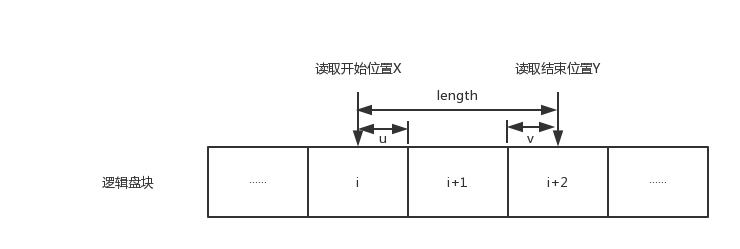 读取开始位置X 读取结束位置Y
length
u v
逻辑盘块 ...... i i+1 i+2 ......